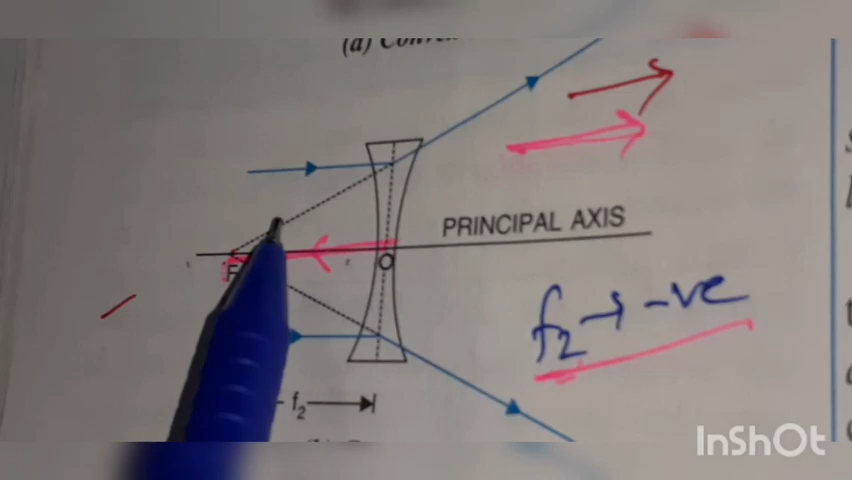 (a) Conve
PRINCIPAL AXIS
F
O
f₂ → -ve
f₂
InShOt